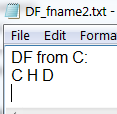 DF_fname2.txt -
File Edit Forma
DF from C:
C H D